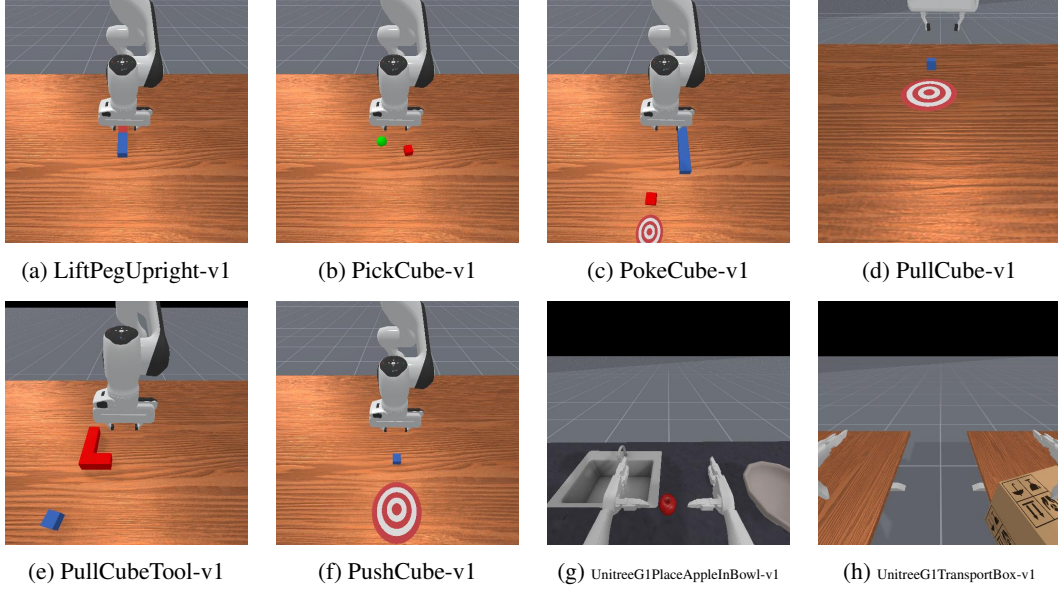 (a) LiftPegUpright-v1
(b) PickCube-v1
(c) PokeCube-v1
(d) PullCube-v1
(e) PullCubeTool-v1
(f) PushCube-v1
(g) UnitreeG1PlaceAppleInBowl-v1
(h) UnitreeG1TransportBox-v1